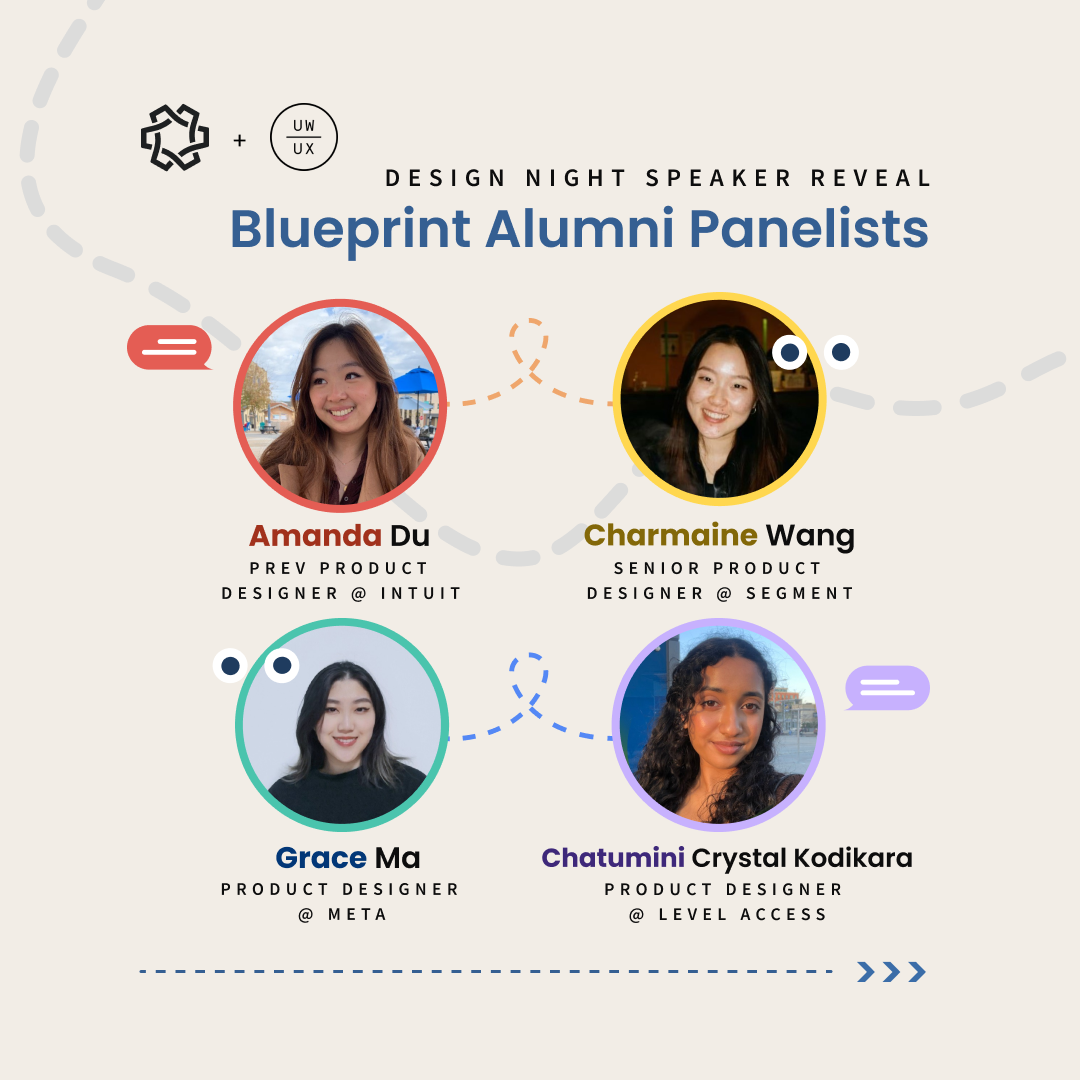 +
UW
UX
DESIGN NIGHT SPEAKER REVEAL
Blueprint Alumni Panelists
Amanda Du
PREV PRODUCT
DESIGNER @ INTUIT
Charmaine Wang
SENIOR PRODUCT
DESIGNER @ SEGMENT
Grace Ma
PRODUCT DESIGNER
@ META
Chatumini Crystal Kodikara
PRODUCT DESIGNER
@ LEVEL ACCESS